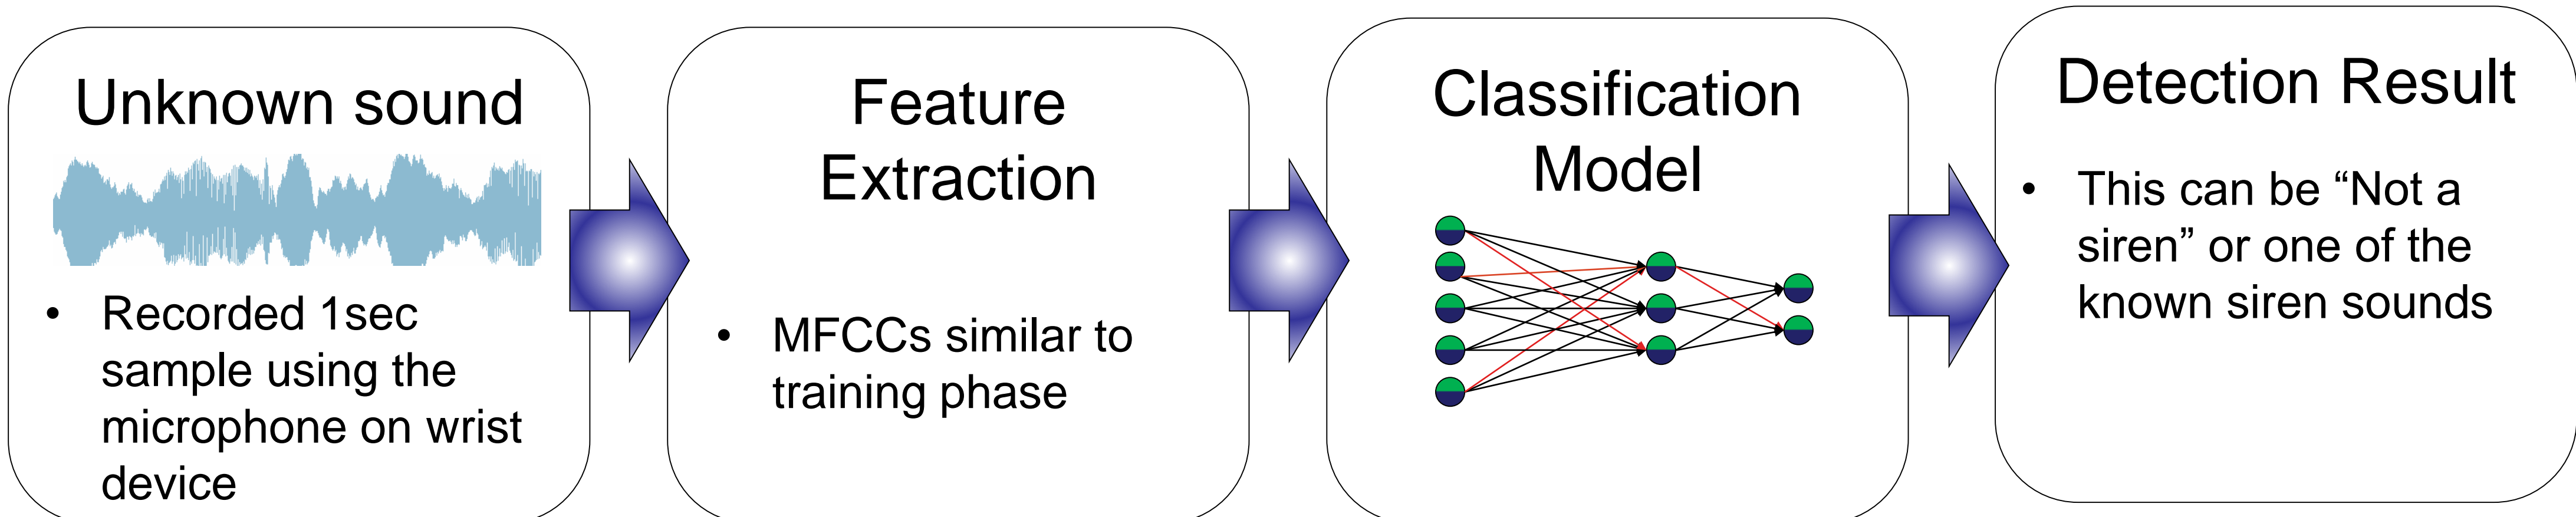 Unknown sound
• Recorded 1sec
sample using the
microphone on wrist
device
Feature
Extraction
• MFCCs similar to
training phase
Classification
Model
Detection Result
• This can be “Not a
siren” or one of the
known siren sounds